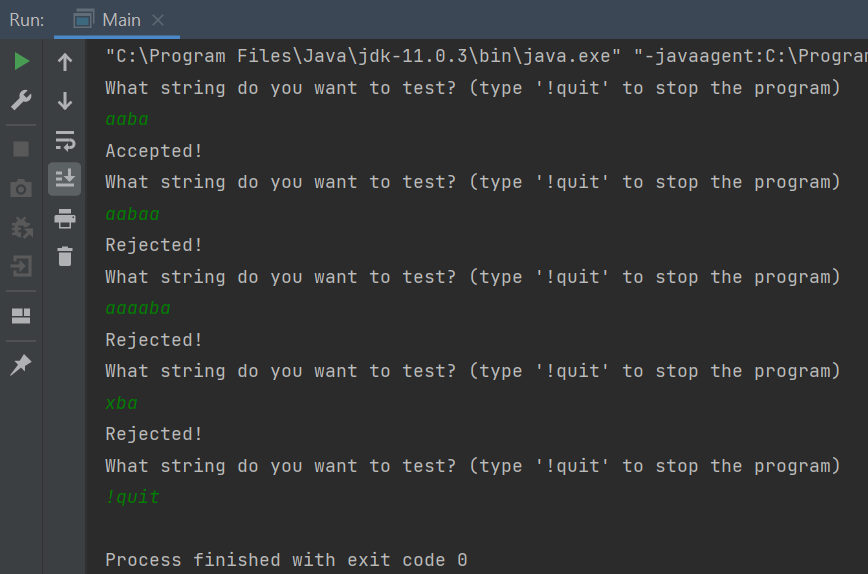 Run: Main
"C:\Program Files\Java\jdk-11.0.3\bin\java.exe" "-javaagent:C:\Program
What string do you want to test? (type '!quit' to stop the program)
aaba
Accepted!
What string do you want to test? (type '!quit' to stop the program)
aabaa
Rejected!
What string do you want to test? (type '!quit' to stop the program)
aaaaba
Rejected!
What string do you want to test? (type '!quit' to stop the program)
xba
Rejected!
What string do you want to test? (type '!quit' to stop the program)
!quit
Process finished with exit code 0